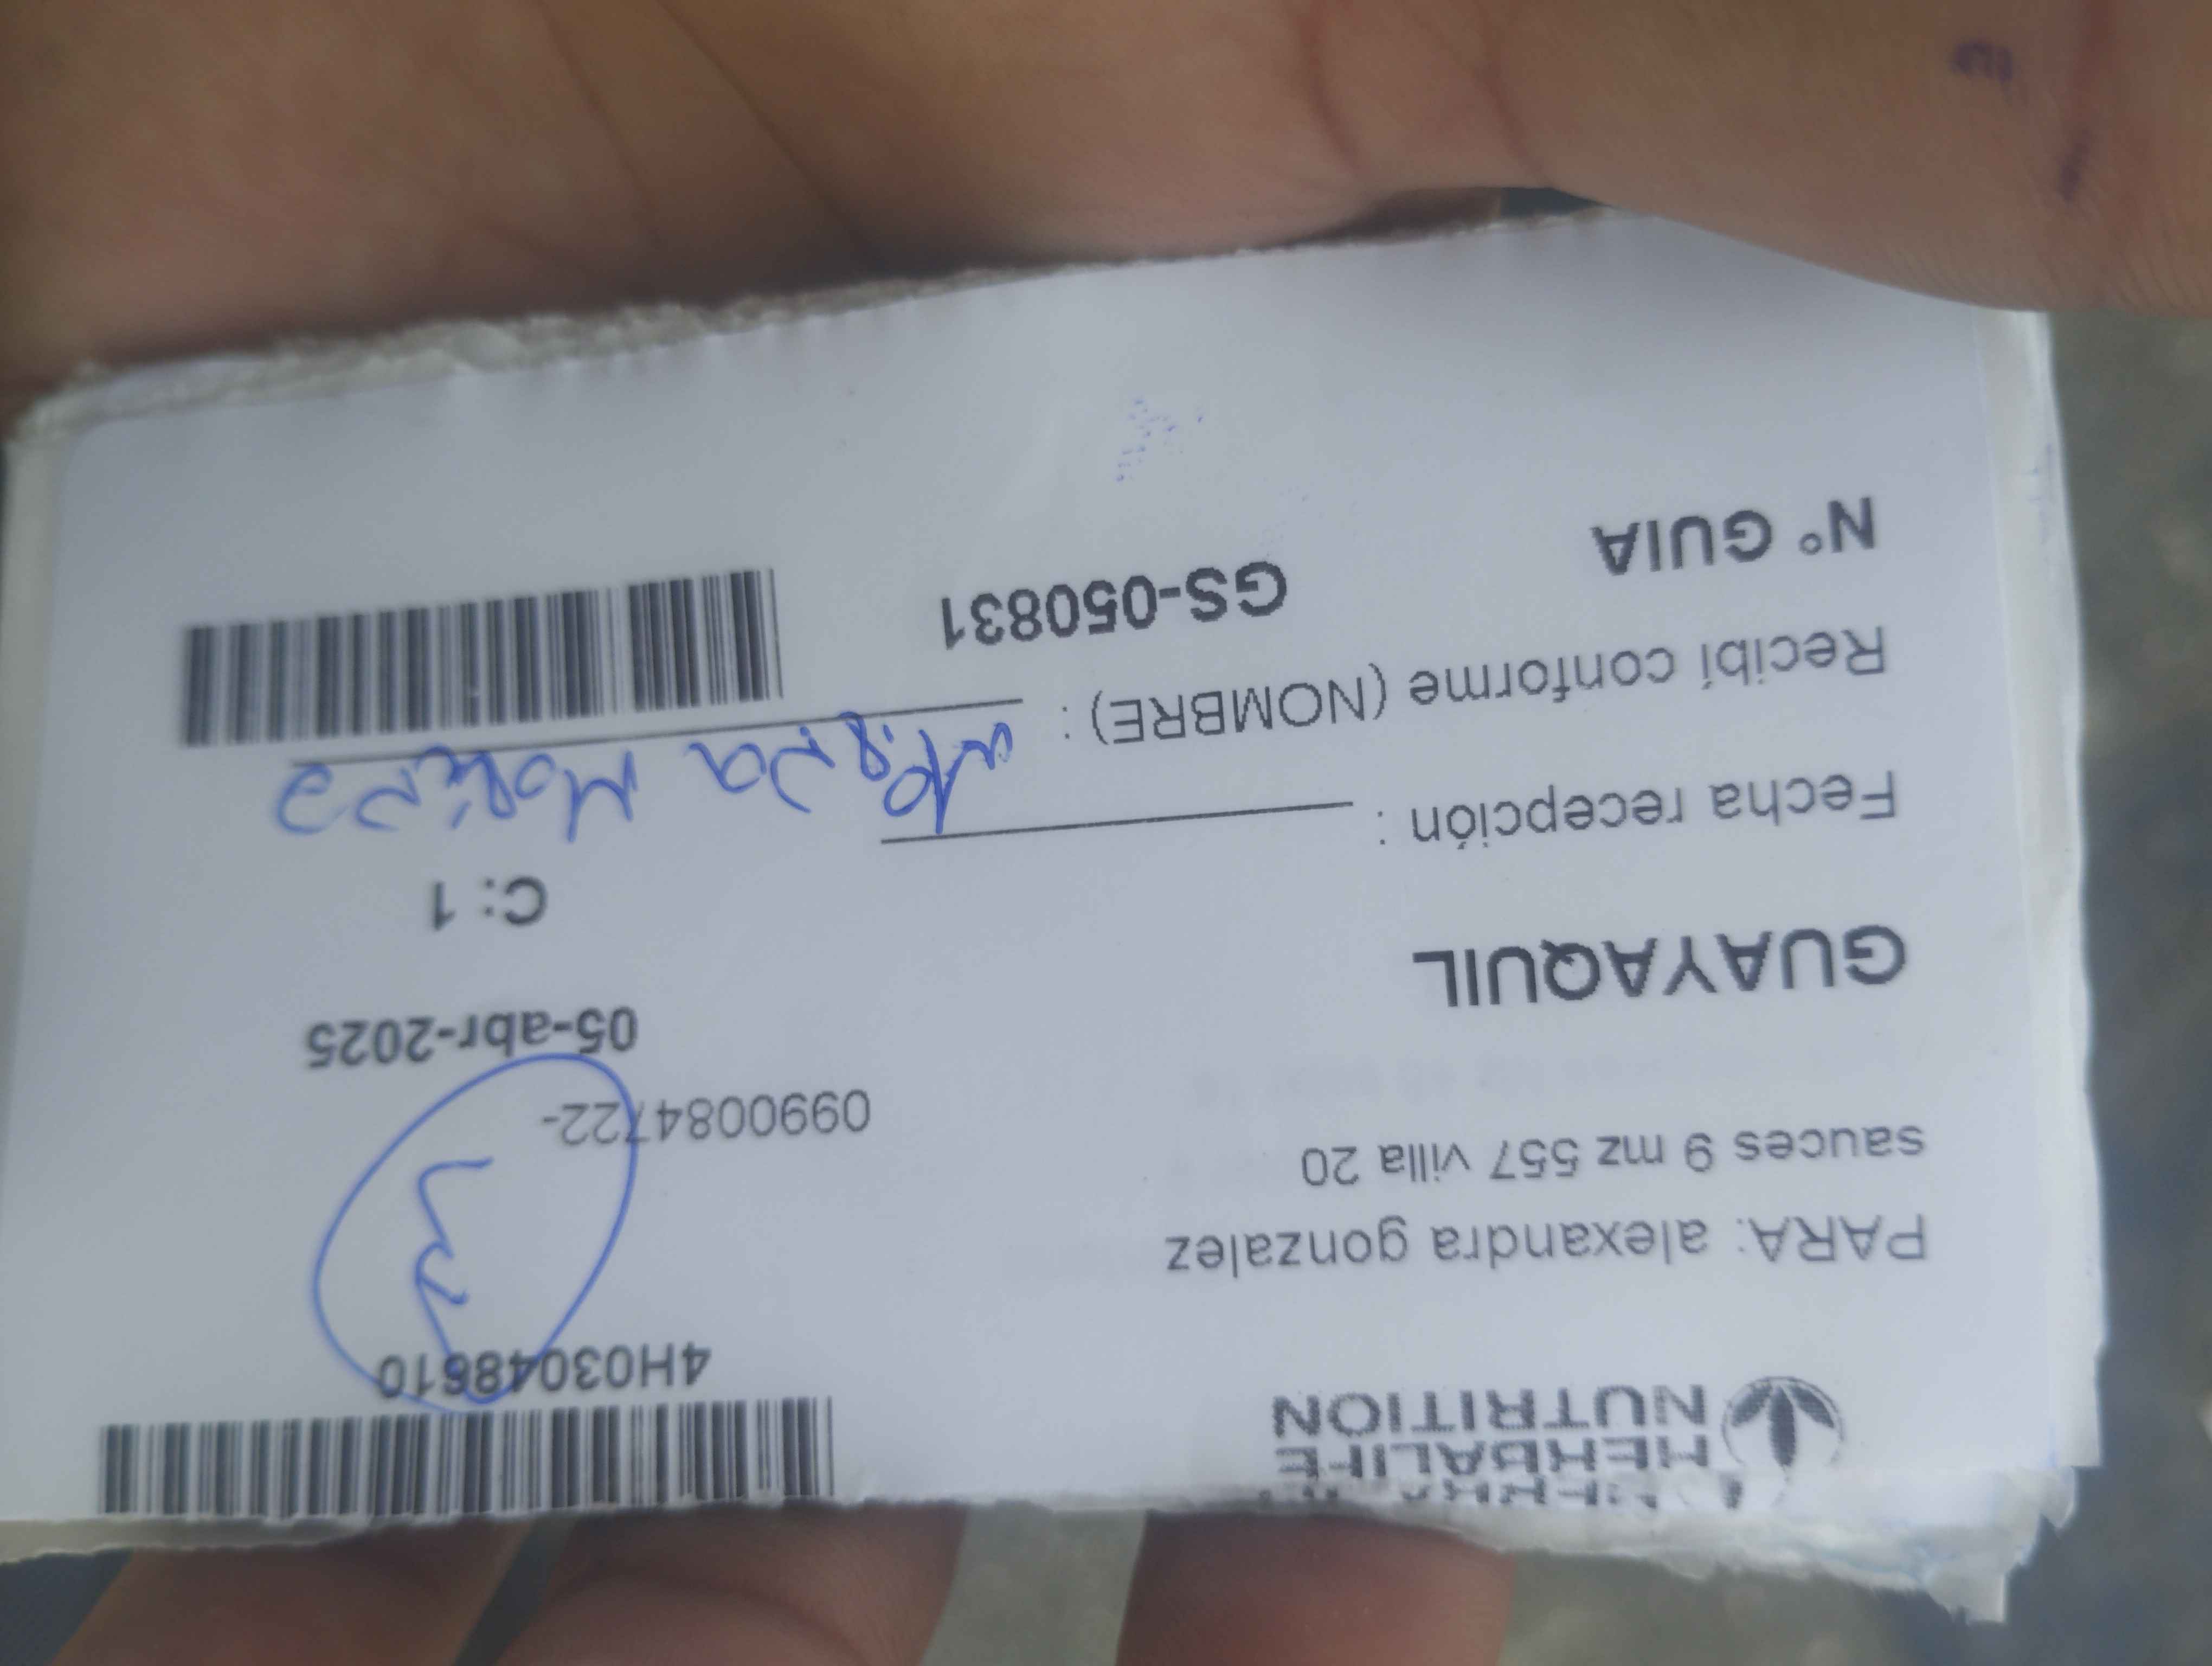 HERBALIFE
NUTRITION
4H030488610
PARA: alexandra gonzalez
sauces 9 mz 557 villa 20
0990084722-
05-abr-2025
GUAYAQUIL
C: 1
Fecha recepción :
Recibí conforme (NOMBRE) :
N° GUIA GS-050831